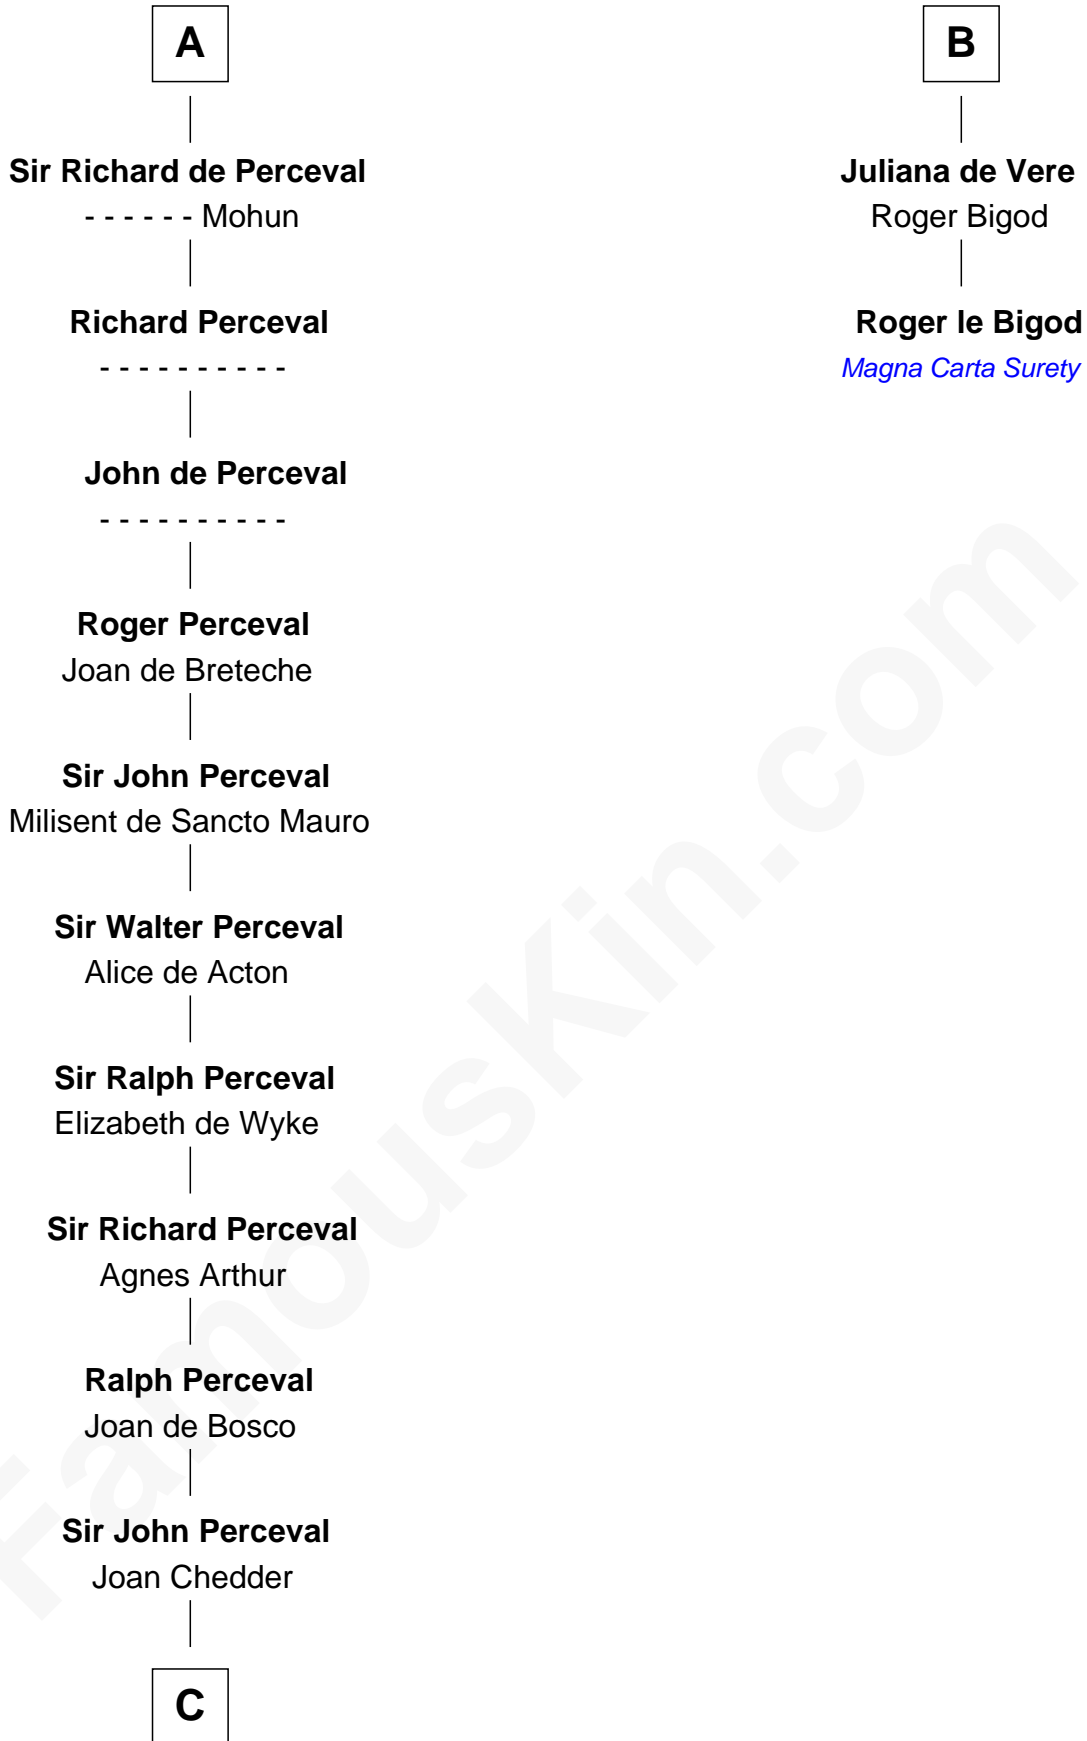 A
B
Sir Richard de Perceval
- - - - - - Mohun
Juliana de Vere
Roger Bigod
Richard Perceval
- - - - - - - - - -
Roger le Bigod
Magna Carta Surety
John de Perceval
- - - - - - - - - -
Roger Perceval
Joan de Breteche
Sir John Perceval
Milisent de Sancto Mauro
Sir Walter Perceval
Alice de Acton
Sir Ralph Perceval
Elizabeth de Wyke
Sir Richard Perceval
Agnes Arthur
Ralph Perceval
Joan de Bosco
Sir John Perceval
Joan Chedder
C
FamousKin.com